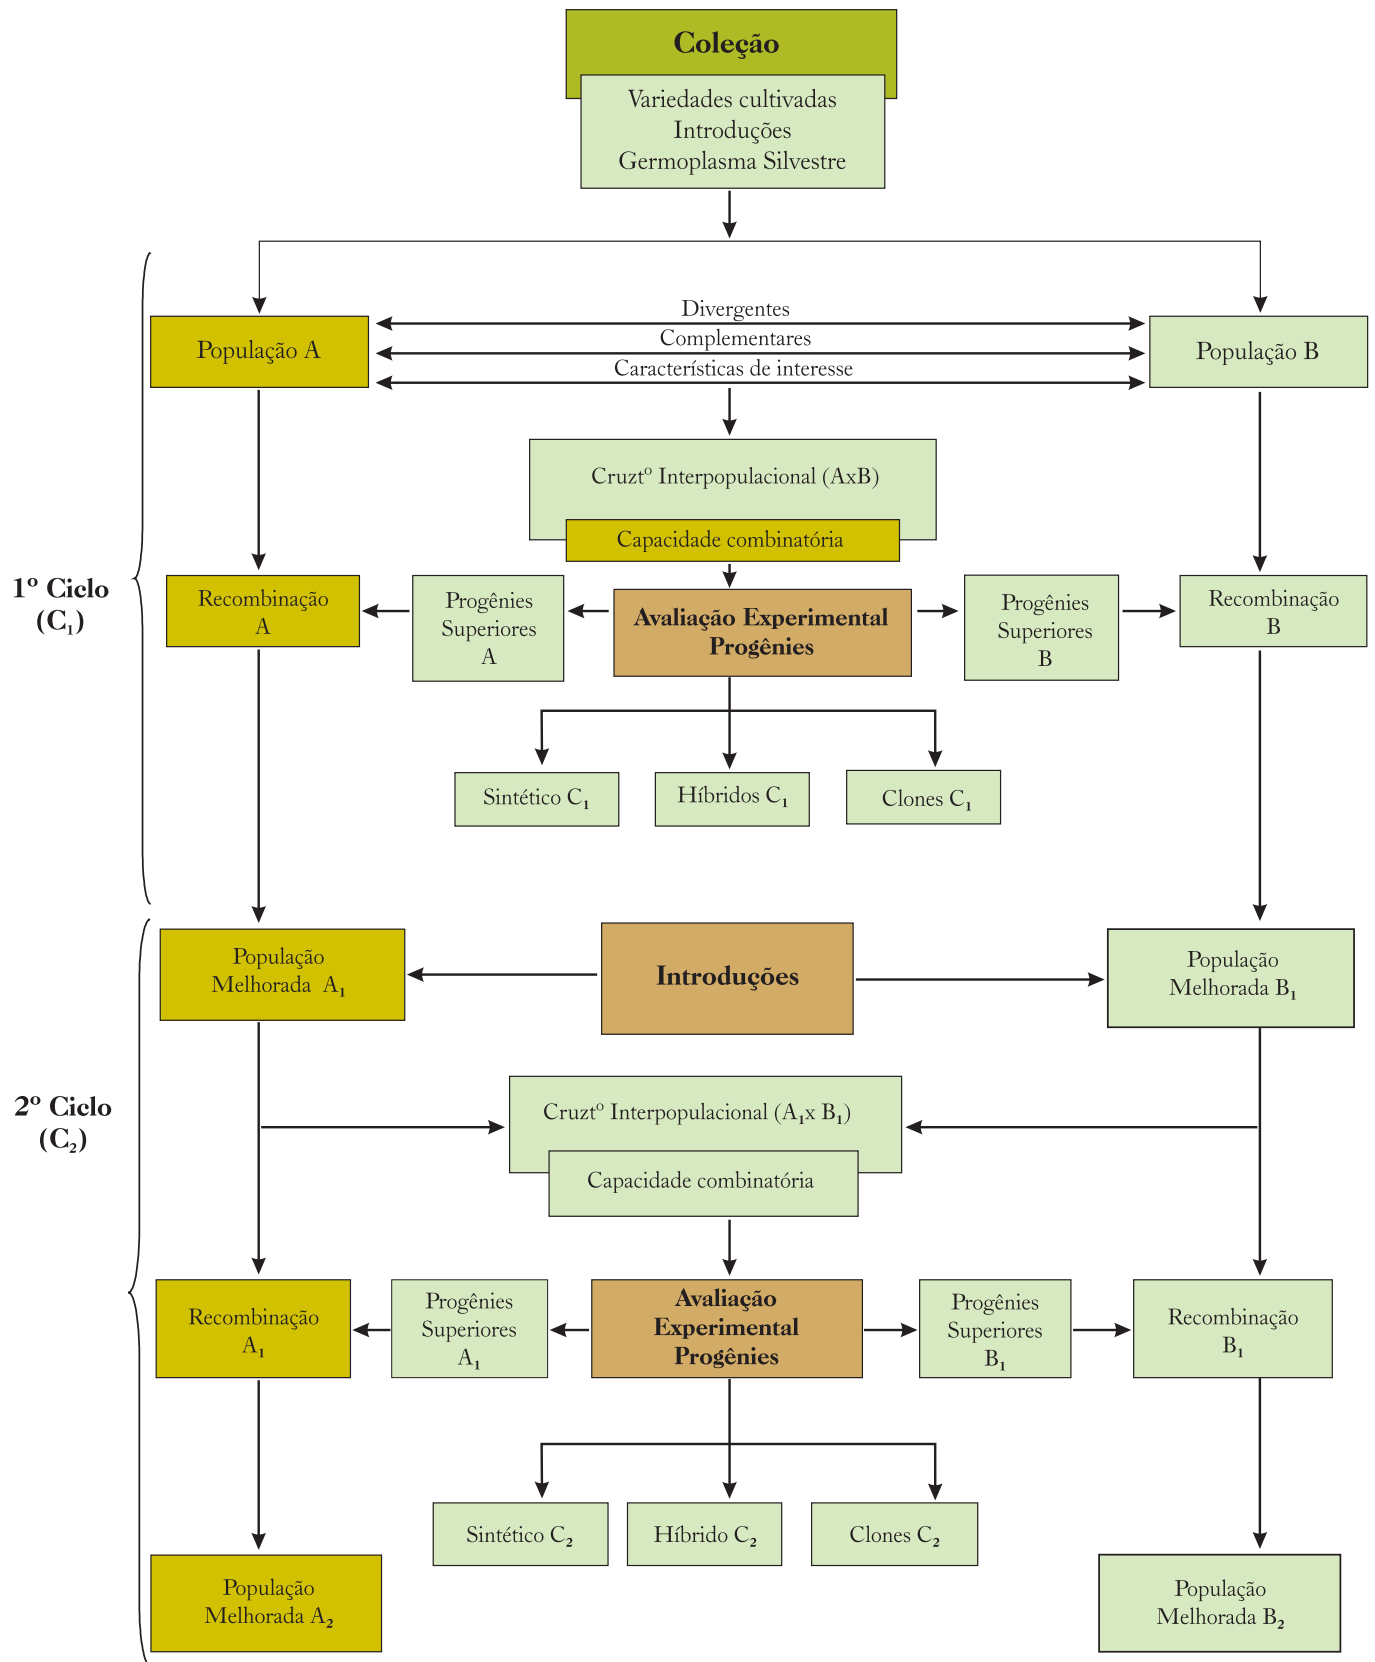 Coleção
Variedades cultivadas
Introduções
Germoplasma Silvestre
Divergentes
Complementares
Características de interesse
População A
População B
Cruztº Interpopulacional (AxB)
Capacidade combinatória
1º Ciclo
(C₁)
Recombinação
A
Progênies
Superiores
A
Avaliação Experimental
Progênies
Progênies
Superiores
B
Recombinação
B
Sintético C₁
Híbridos C₁
Clones C₁
População
Melhorada A₁
Introduções
População
Melhorada B₁
2º Ciclo
(C₂)
Cruztº Interpopulacional (A₁x B₁)
Capacidade combinatória
Recombinação
A₁
Progênies
Superiores
A₁
Avaliação
Experimental
Progênies
Progênies
Superiores
B₁
Recombinação
B₁
Sintético C₂
Híbrido C₂
Clones C₂
População
Melhorada A₂
População
Melhorada B₂